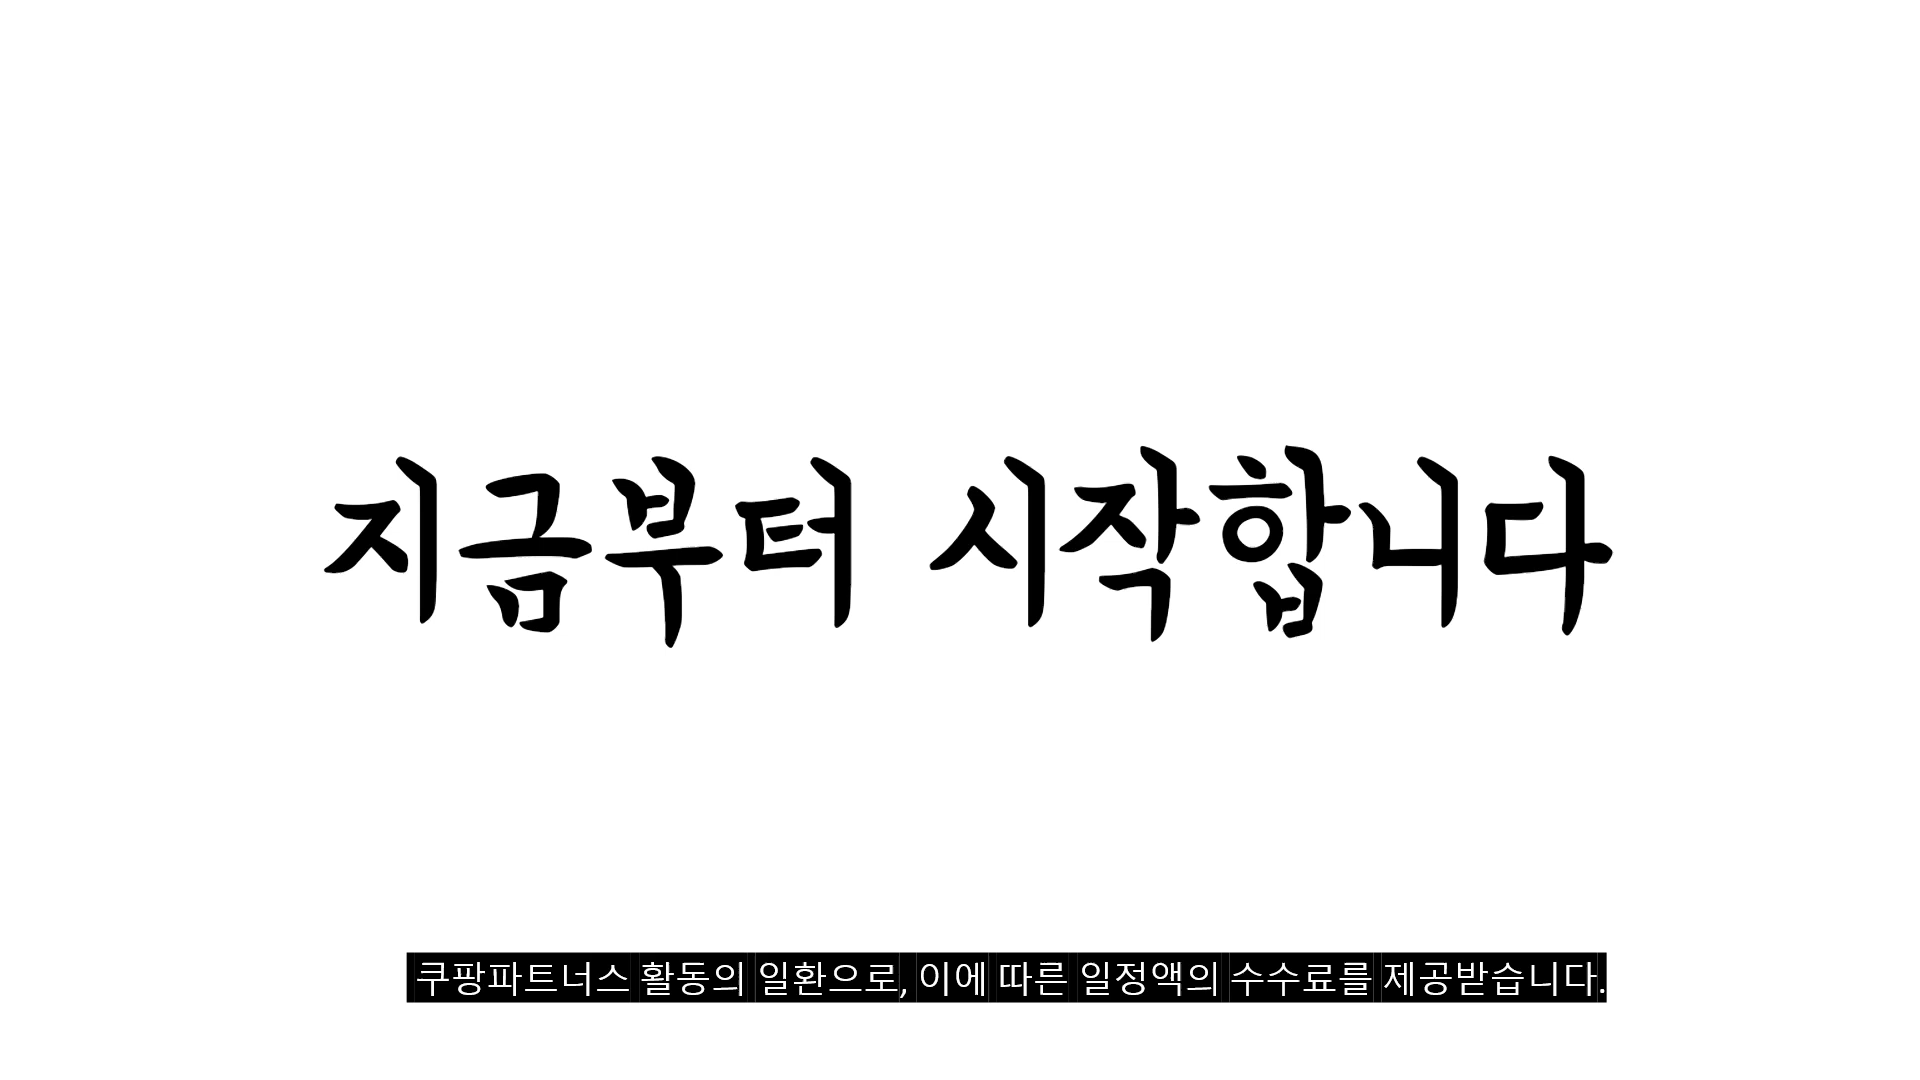 지금부터 시작합니다
쿠팡파트너스 활동의 일환으로, 이에 따른 일정액의 수수료를 제공받습니다.